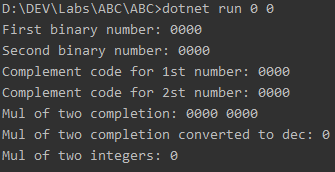 D:\DEV\Labs\ABC\ABC>dotnet run 0 0
First binary number: 0000
Second binary number: 0000
Complement code for 1st number: 0000
Complement code for 2st number: 0000
Mul of two completion: 0000 0000
Mul of two completion converted to dec: 0
Mul of two integers: 0